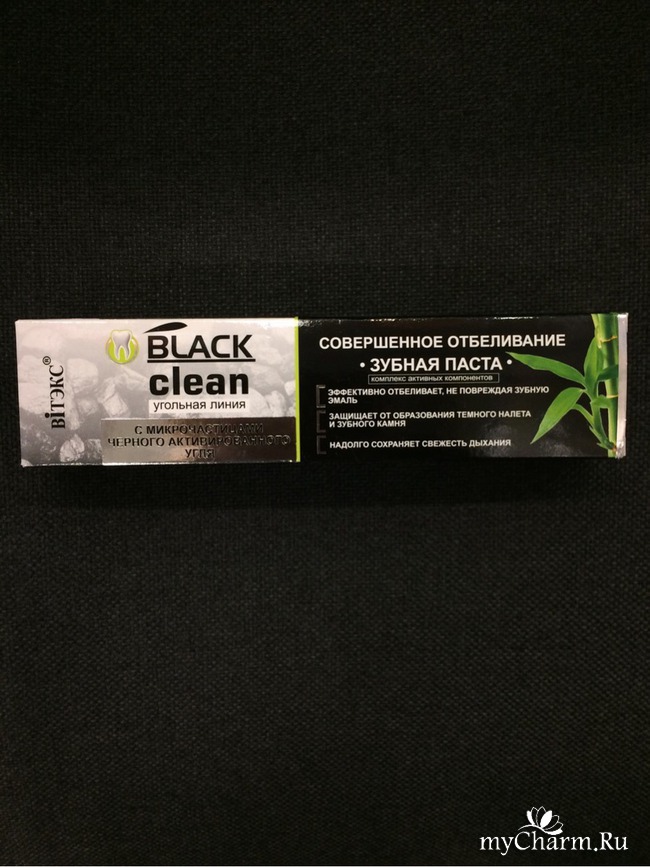 ВIТЭКС®
BLACK
clean
угольная линия
С МИКРОЧАСТИЦАМИ
ЧЕРНОГО АКТИВИРОВАННОГО
УГЛЯ
СОВЕРШЕННОЕ ОТБЕЛИВАНИЕ
• ЗУБНАЯ ПАСТА •
комплекс активных компонентов
ЭФФЕКТИВНО ОТБЕЛИВАЕТ, НЕ ПОВРЕЖДАЯ ЗУБНУЮ
ЭМАЛЬ
ЗАЩИЩАЕТ ОТ ОБРАЗОВАНИЯ ТЕМНОГО НАЛЕТА
И ЗУБНОГО КАМНЯ
НАДОЛГО СОХРАНЯЕТ СВЕЖЕСТЬ ДЫХАНИЯ
myCharm.Ru